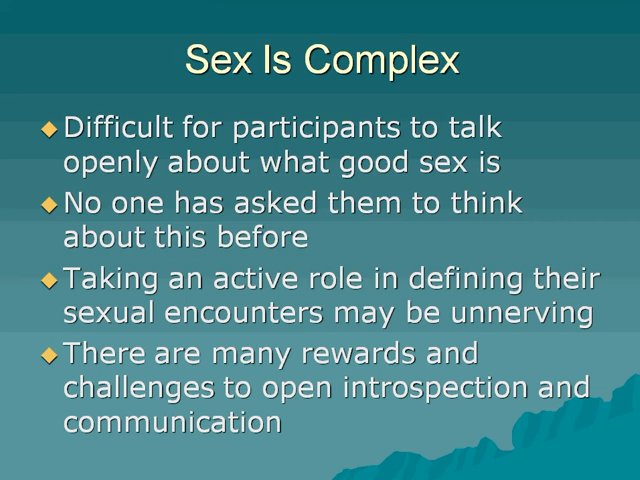 Sex Is Complex
Difficult for participants to talk
openly about what good sex is
No one has asked them to think
about this before
Taking an active role in defining their
sexual encounters may be unnerving
There are many rewards and
challenges to open introspection and
communication